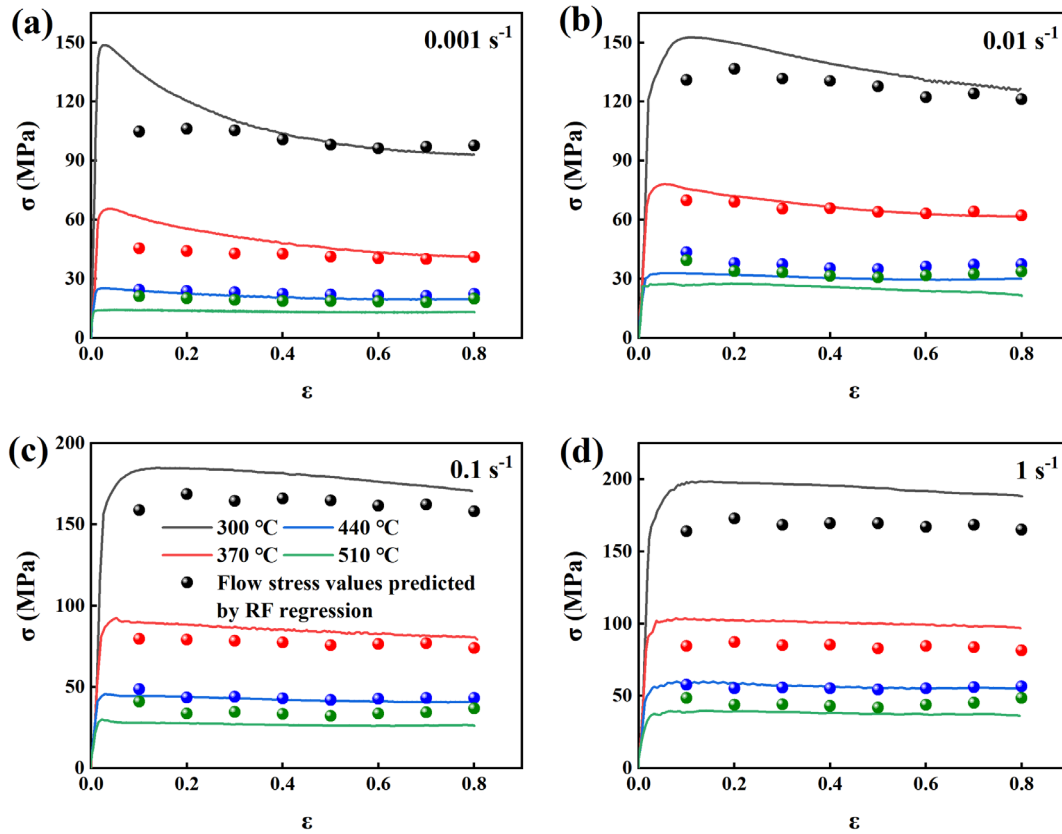 (a)
0.001 s⁻¹
150
120
90
60
30
0
σ (MPa)
0.0 0.2 0.4 0.6 0.8
ε
(b)
0.01 s⁻¹
150
120
90
60
30
0
σ (MPa)
0.0 0.2 0.4 0.6 0.8
ε
(c)
0.1 s⁻¹
200
150
100
50
0
σ (MPa)
300 ℃ 440 ℃
370 ℃ 510 ℃
Flow stress values predicted
by RF regression
0.0 0.2 0.4 0.6 0.8
ε
(d)
1 s⁻¹
200
150
100
50
0
σ (MPa)
0.0 0.2 0.4 0.6 0.8
ε